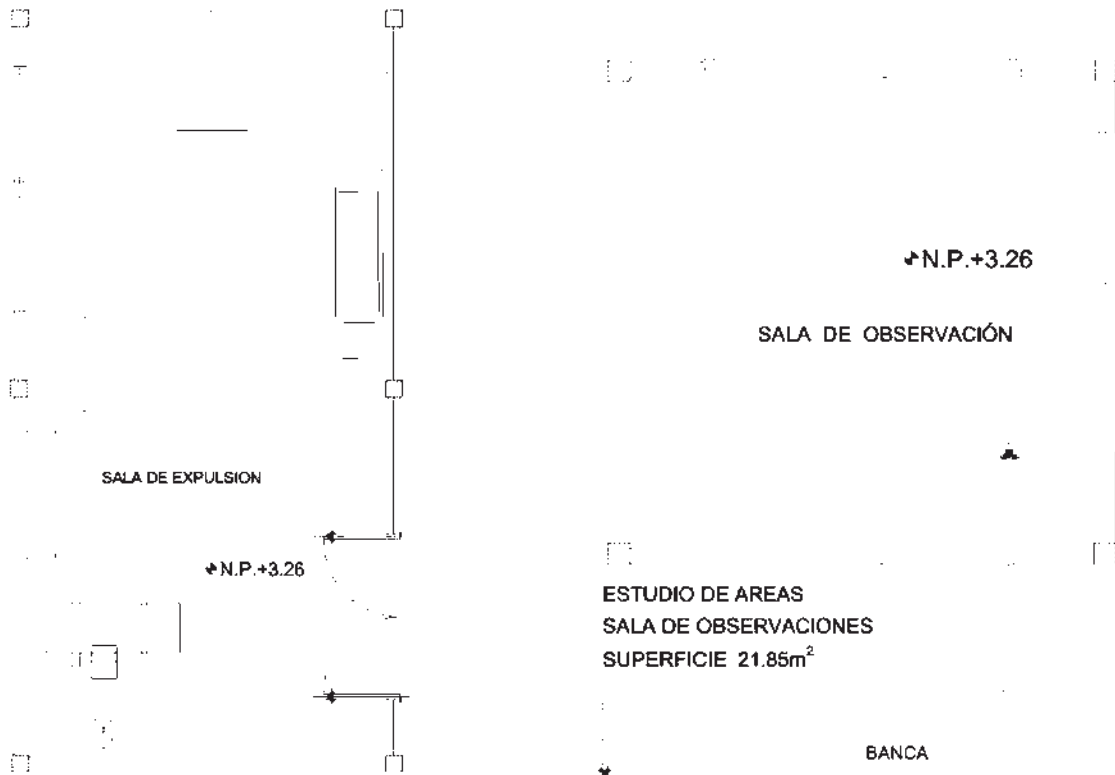 SALA DE EXPULSION
N.P.+3.26
N.P.+3.26
SALA DE OBSERVACIÓN
ESTUDIO DE AREAS
SALA DE OBSERVACIONES
SUPERFICIE 21.85m²
BANCA